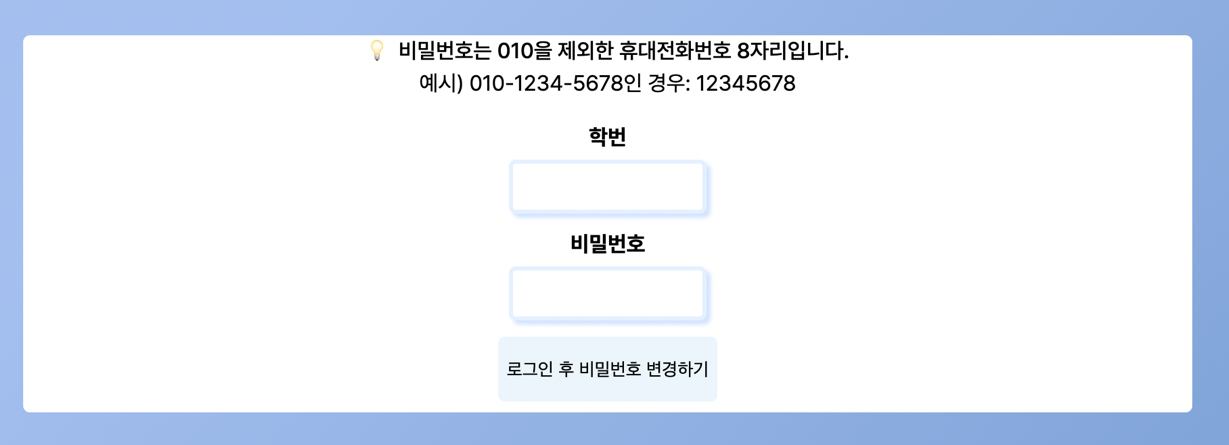 💡 비밀번호는 010을 제외한 휴대전화번호 8자리입니다.
예시) 010-1234-5678인 경우: 12345678
학번
비밀번호
로그인 후 비밀번호 변경하기